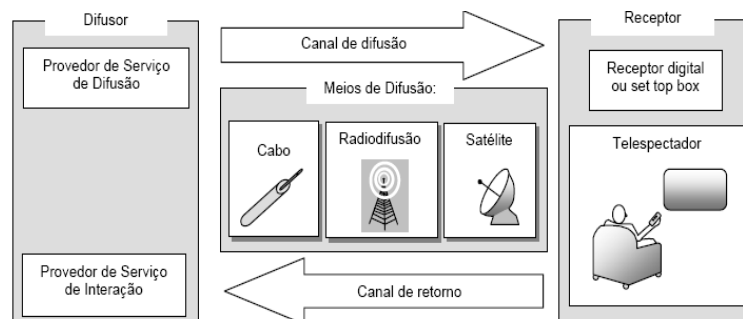 Difusor
Provedor de Serviço
de Difusão
Provedor de Serviço
de Interação
Canal de difusão
Meios de Difusão:
Cabo
Radiodifusão
Satélite
Canal de retorno
Receptor
Receptor digital
ou set top box
Telespectador